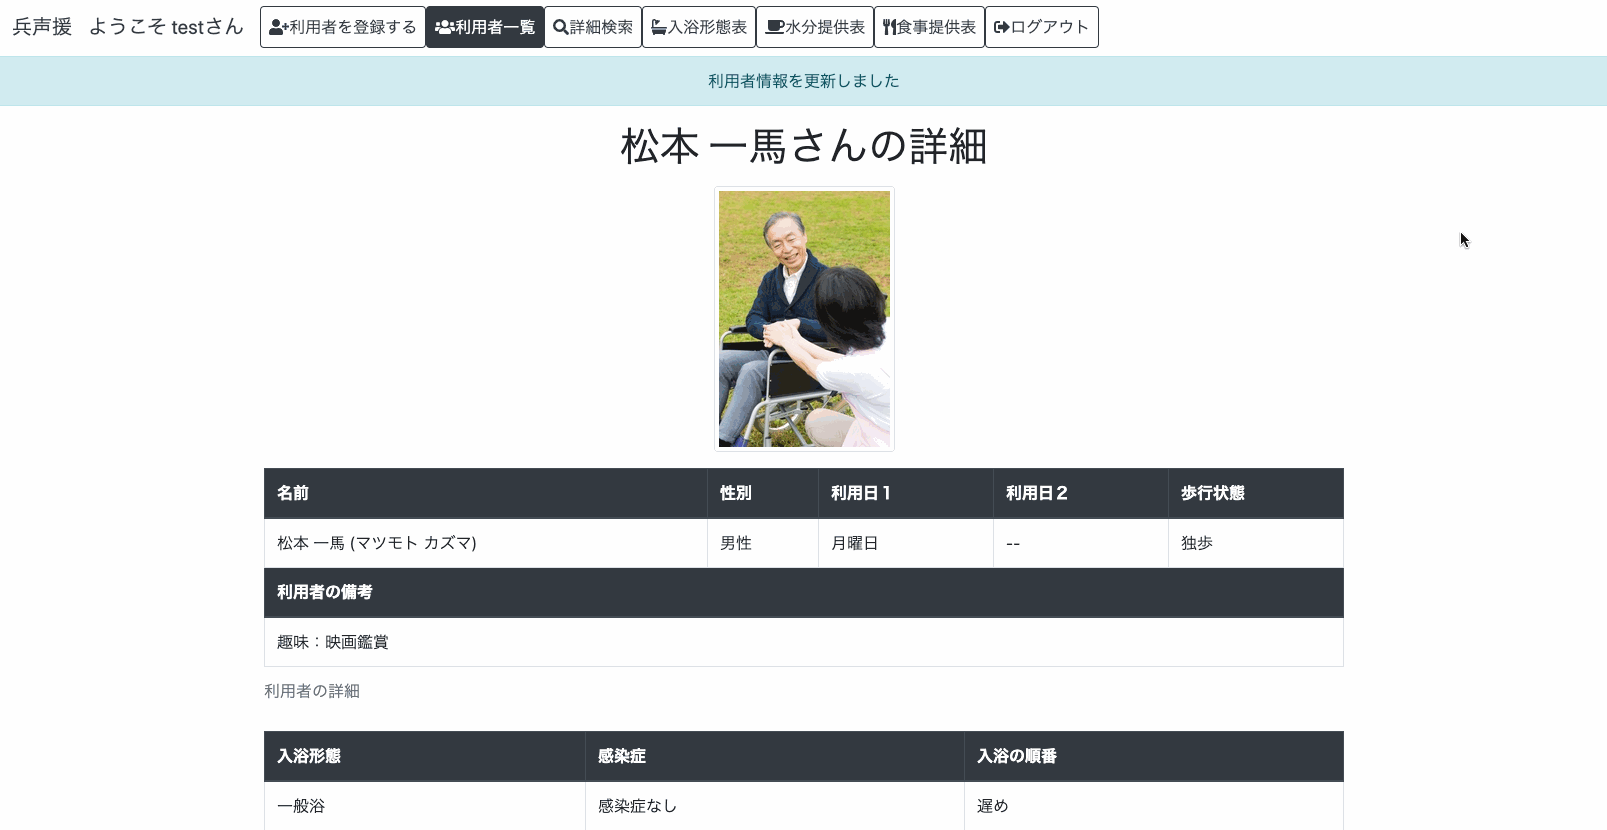 兵声援 ようこそ testさん 利用者を登録する 利用者一覧 詳細検索 入浴形態表 水分提供表 食事提供表 ログアウト
利用者情報を更新しました
松本 一馬さんの詳細
名前 性別 利用日１ 利用日２ 歩行状態
松本 一馬 (マツモト カズマ) 男性 月曜日 -- 独歩
利用者の備考
趣味：映画鑑賞
利用者の詳細
入浴形態 感染症 入浴の順番
一般浴 感染症なし 遅め